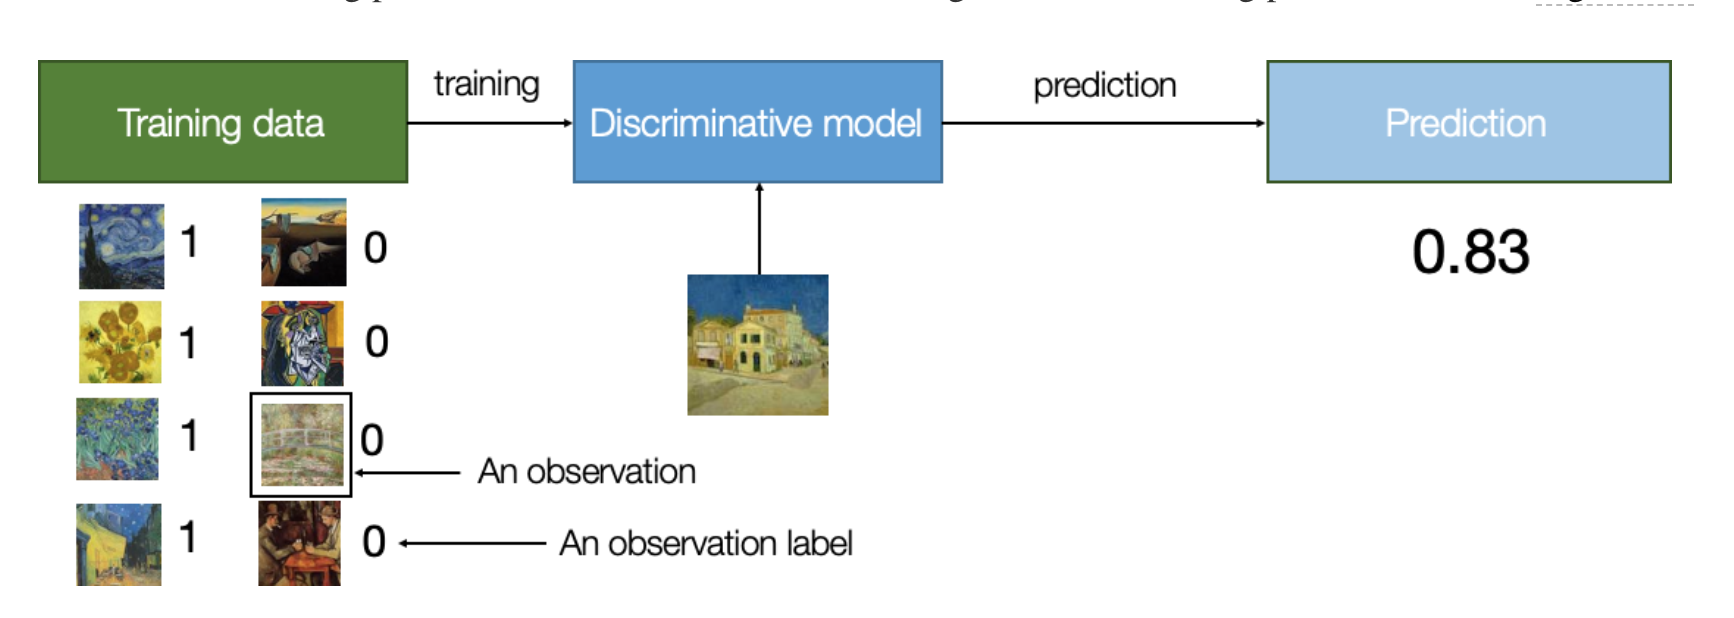 Training data
training
Discriminative model
prediction
Prediction
1 0
1 0
1 0
1 0
An observation
An observation label
0.83